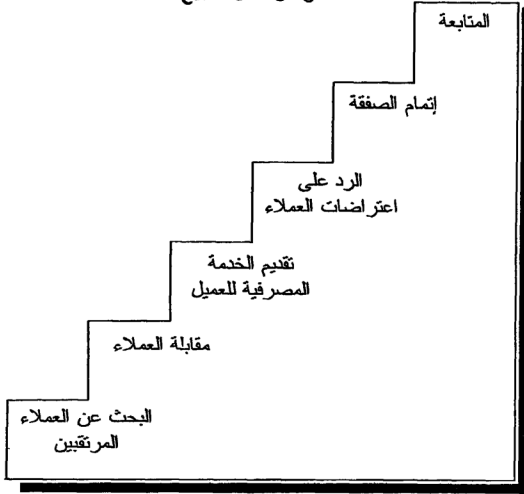 المتابعة
إتمام الصفقة
الرد على
اعتراضات العملاء
تقديم الخدمة
المصرفية للعميل
مقابلة العملاء
البحث عن العملاء
المرتقبين